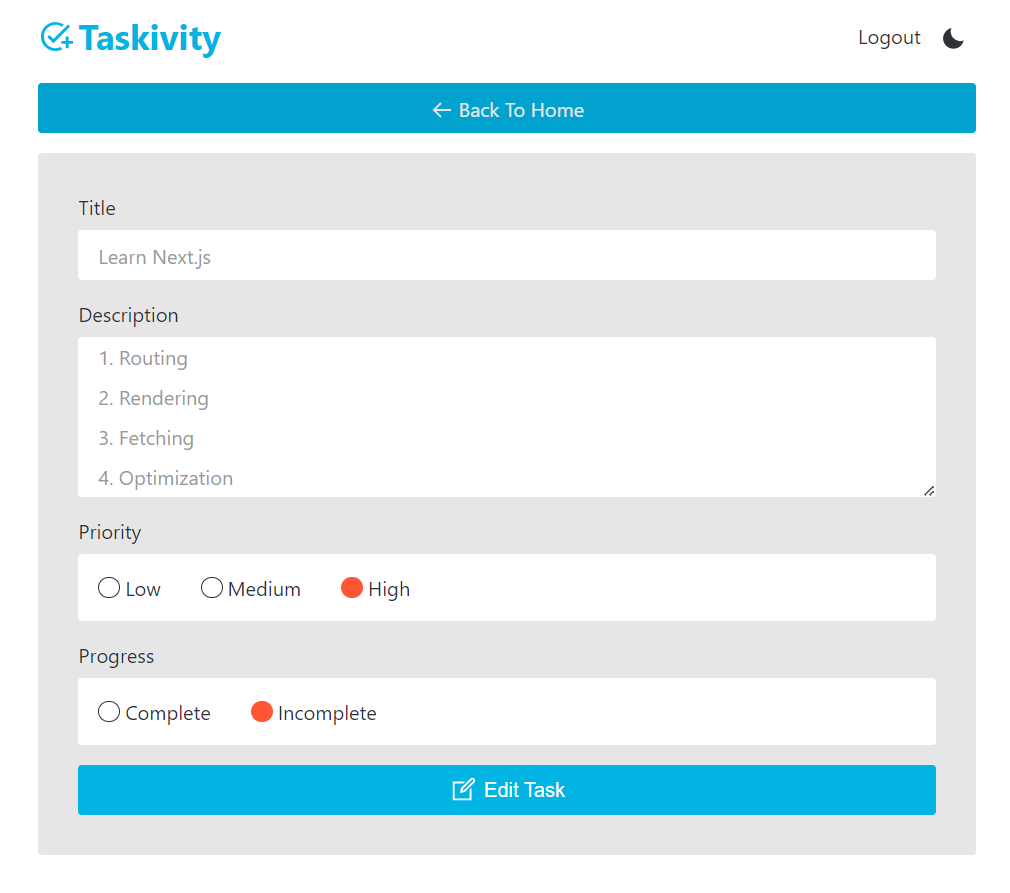 Taskivity
Logout
Back To Home
Title
Learn Next.js
Description
1. Routing
2. Rendering
3. Fetching
4. Optimization
Priority
Low Medium High
Progress
Complete Incomplete
Edit Task